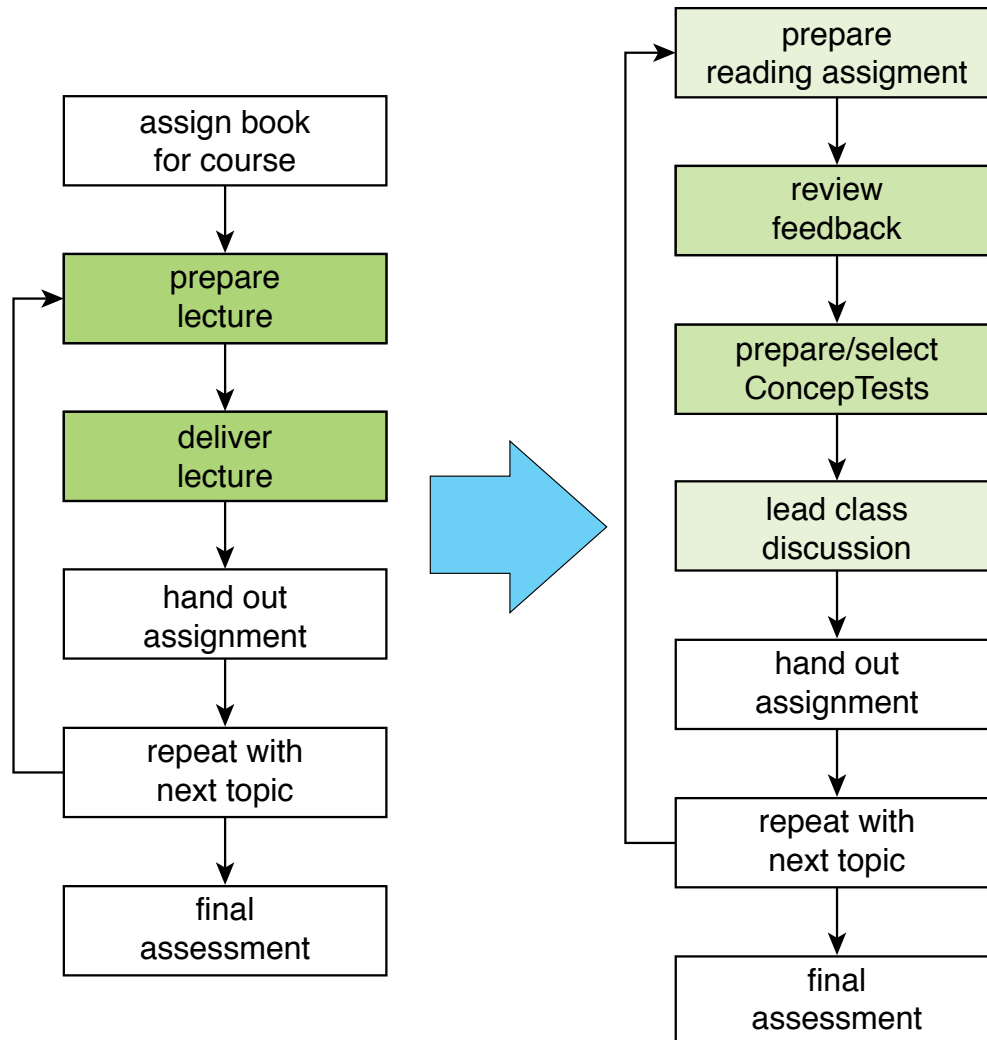 assign book
for course
prepare
lecture
deliver
lecture
hand out
assignment
repeat with
next topic
final
assessment
prepare
reading assigment
review
feedback
prepare/select
ConcepTests
lead class
discussion
hand out
assignment
repeat with
next topic
final
assessment